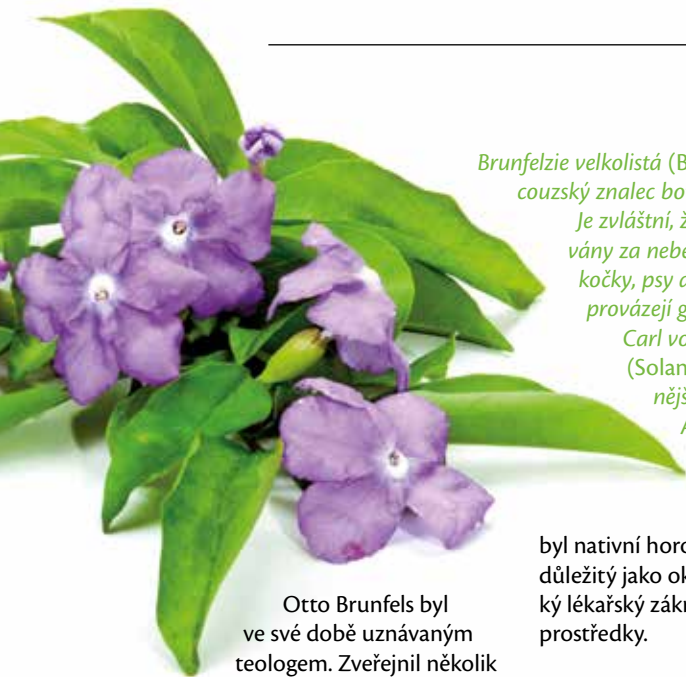 Brunfelzie velkolistá (B
couzský znalec bo
Je zvláštní, ž
vány za nebe
kočky, psy a
provázejí g
Carl vo
(Solan
nějš
byl nativní horo
důležitý jako ok
ký lékařský zákr
prostředky.
Otto Brunfels byl
ve své době uznávaným
teologem. Zveřejnil několik